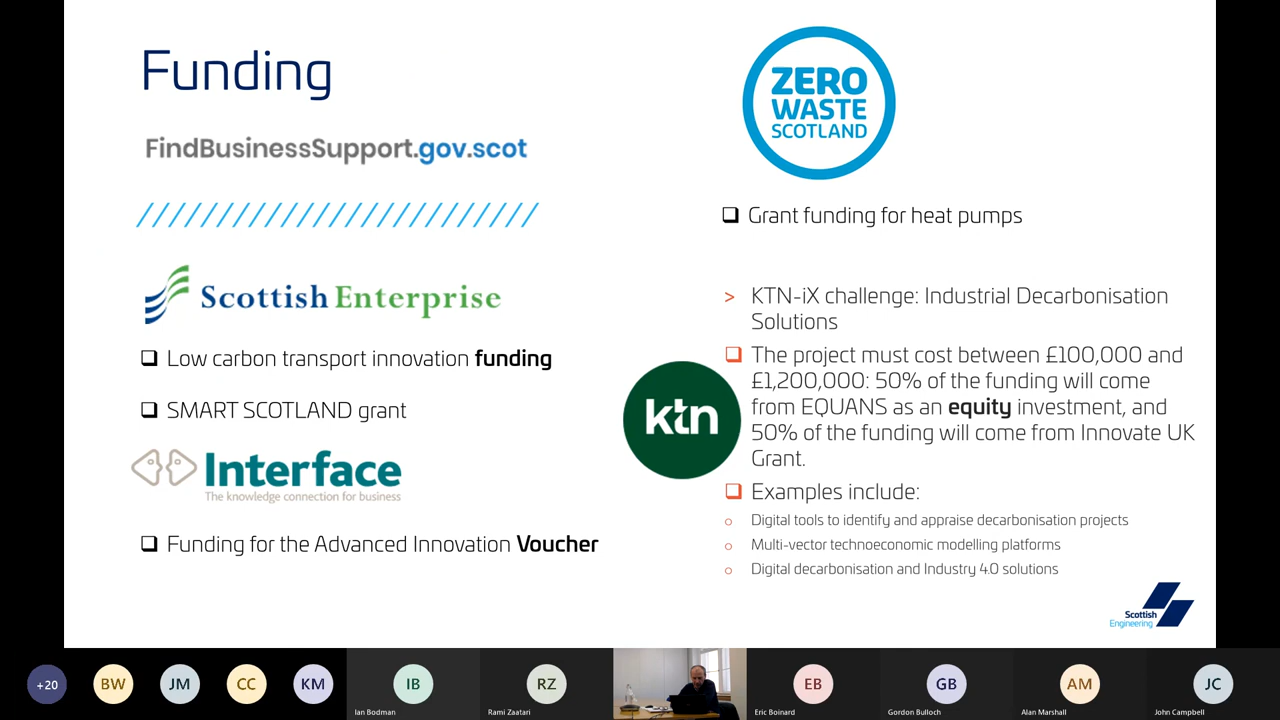 Funding
FindBusinessSupport.gov.scot
Scottish Enterprise
Low carbon transport innovation funding
SMART SCOTLAND grant
Interface
The knowledge connection for business
Funding for the Advanced Innovation Voucher
ZERO
WASTE
SCOTLAND
Grant funding for heat pumps
> KTN-iX challenge: Industrial Decarbonisation
Solutions
ktn
The project must cost between £100,000 and
£1,200,000: 50% of the funding will come
from EQUANS as an equity investment, and
50% of the funding will come from Innovate UK
Grant.
Examples include:
Digital tools to identify and appraise decarbonisation projects
Multi-vector technoeconomic modelling platforms
Digital decarbonisation and Industry 4.0 solutions
Scottish
Engineering
+20
BW
JM
CC
KM
IB
Ian Bodman
RZ
Rami Zaatari
EB
Eric Boinard
GB
Gordon Bulloch
AM
Alan Marshall
JC
John Campbell